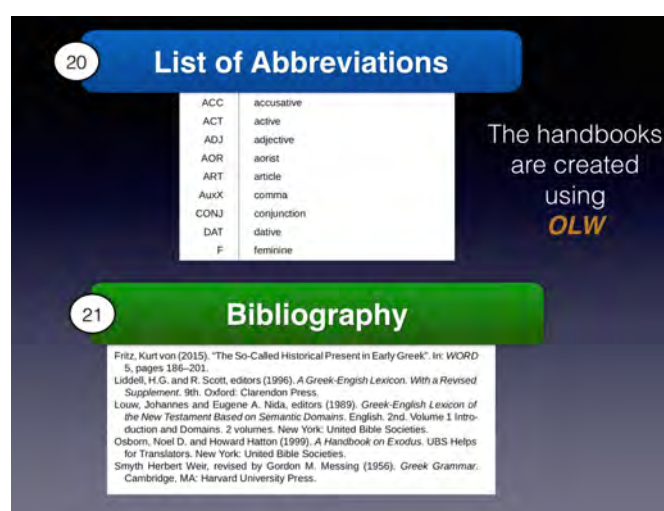 20
List of Abbreviations
ACC accusative
ACT active
ADJ adjective
AOR aorist
ART article
AuxX comma
CONJ conjunction
DAT dative
F feminine
The handbooks
are created
using
OLW
21
Bibliography
Fritz, Kurt von (2015). "The So-Called Historical Present in Early Greek". In: WORD
5, pages 186–201.
Liddell, H.G. and R. Scott, editors (1996). A Greek-Engish Lexicon. With a Revised
Supplement. 9th. Oxford: Clarendon Press.
Louw, Johannes and Eugene A. Nida, editors (1989). Greek-English Lexicon of
the New Testament Based on Semantic Domains. English. 2nd. Volume 1 Intro-
duction and Domains. 2 volumes. New York: United Bible Societies.
Osborn, Noel D. and Howard Hatton (1999). A Handbook on Exodus. UBS Helps
for Translators. New York: United Bible Societies.
Smyth Herbert Weir, revised by Gordon M. Messing (1956). Greek Grammar.
Cambridge, MA: Harvard University Press.